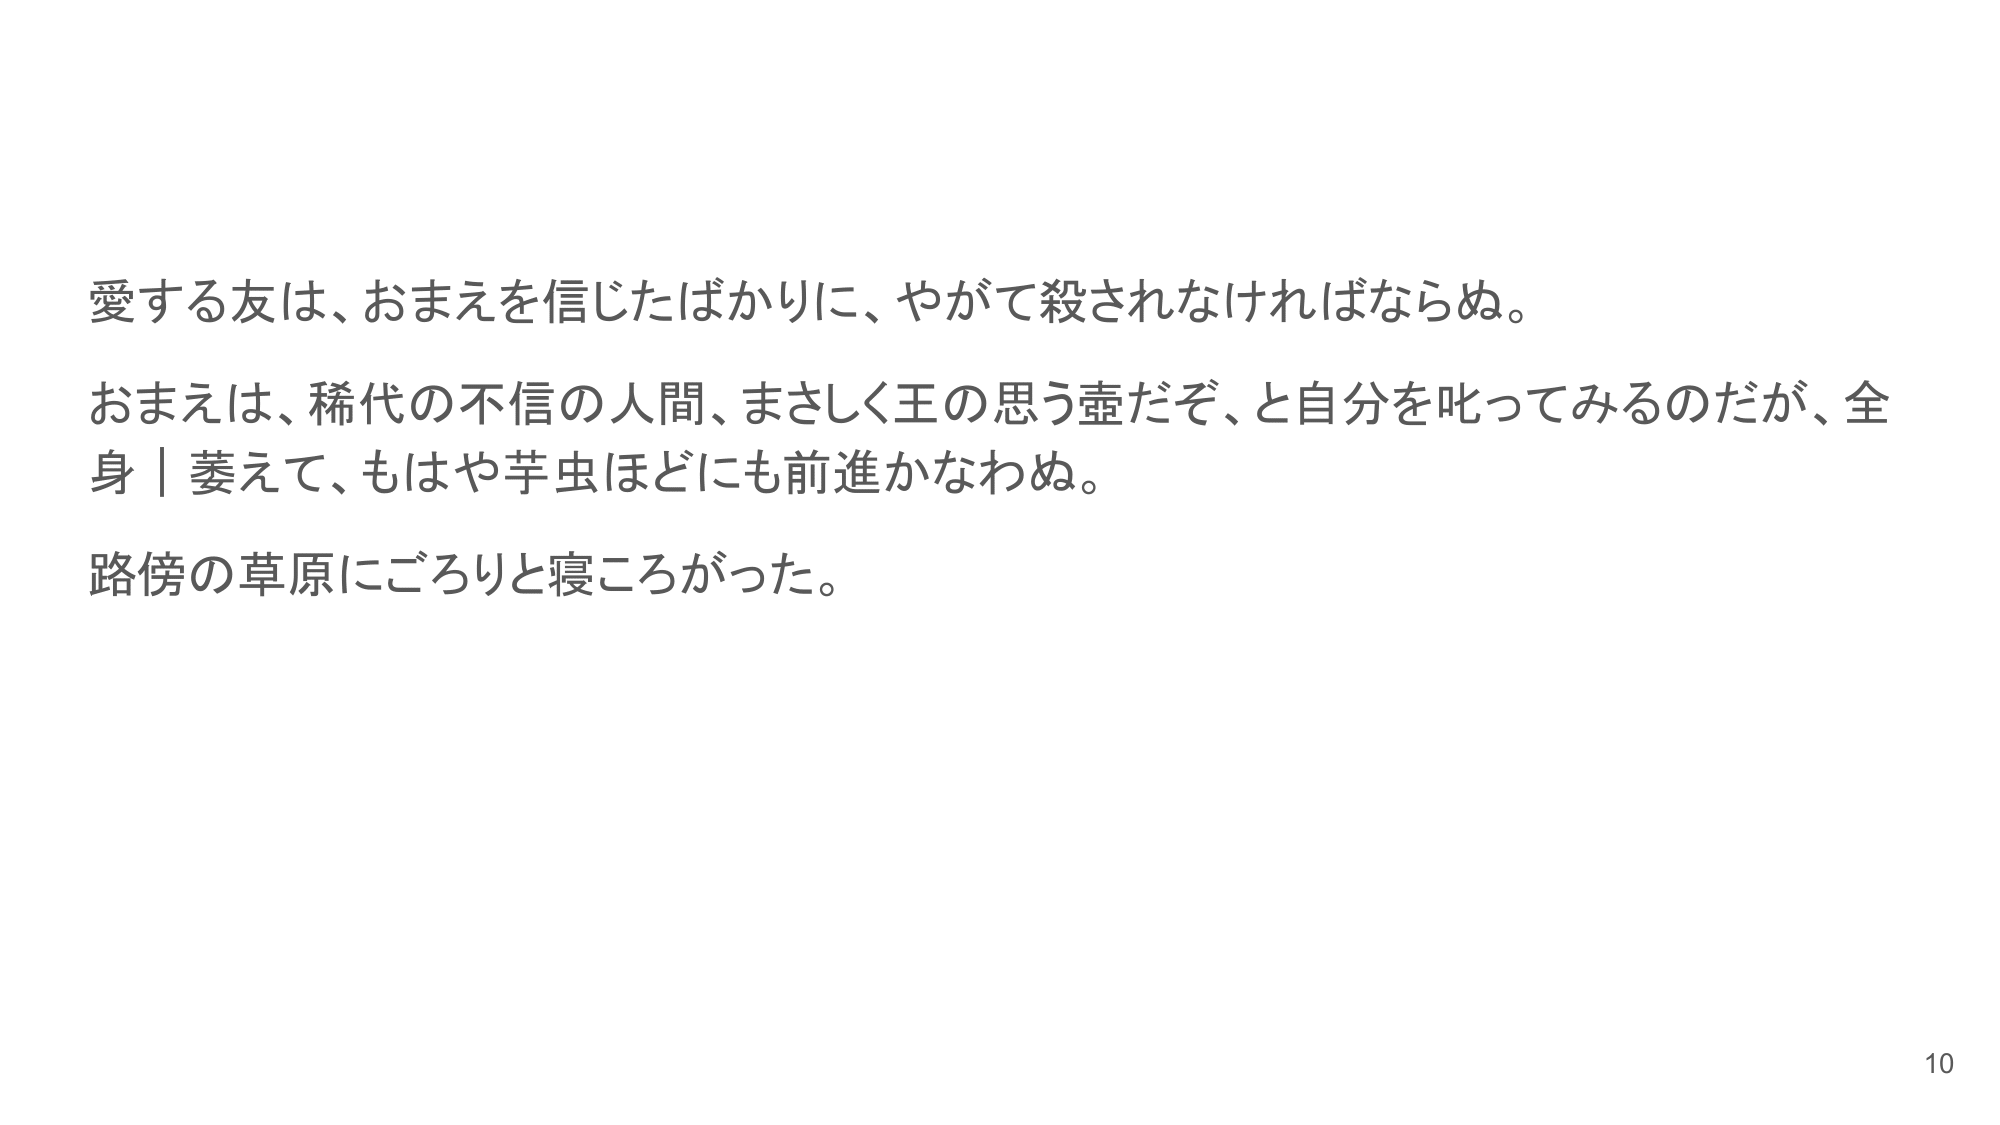 愛する友は、おまえを信じたばかりに、やがて殺されなければならぬ。
おまえは、稀代の不信の人間、まさしく王の思う壺だぞ、と自分を叱ってみるのだが、全
身｜萎えて、もはや芋虫ほどにも前進かなわぬ。
路傍の草原にごろりと寝ころがった。
10